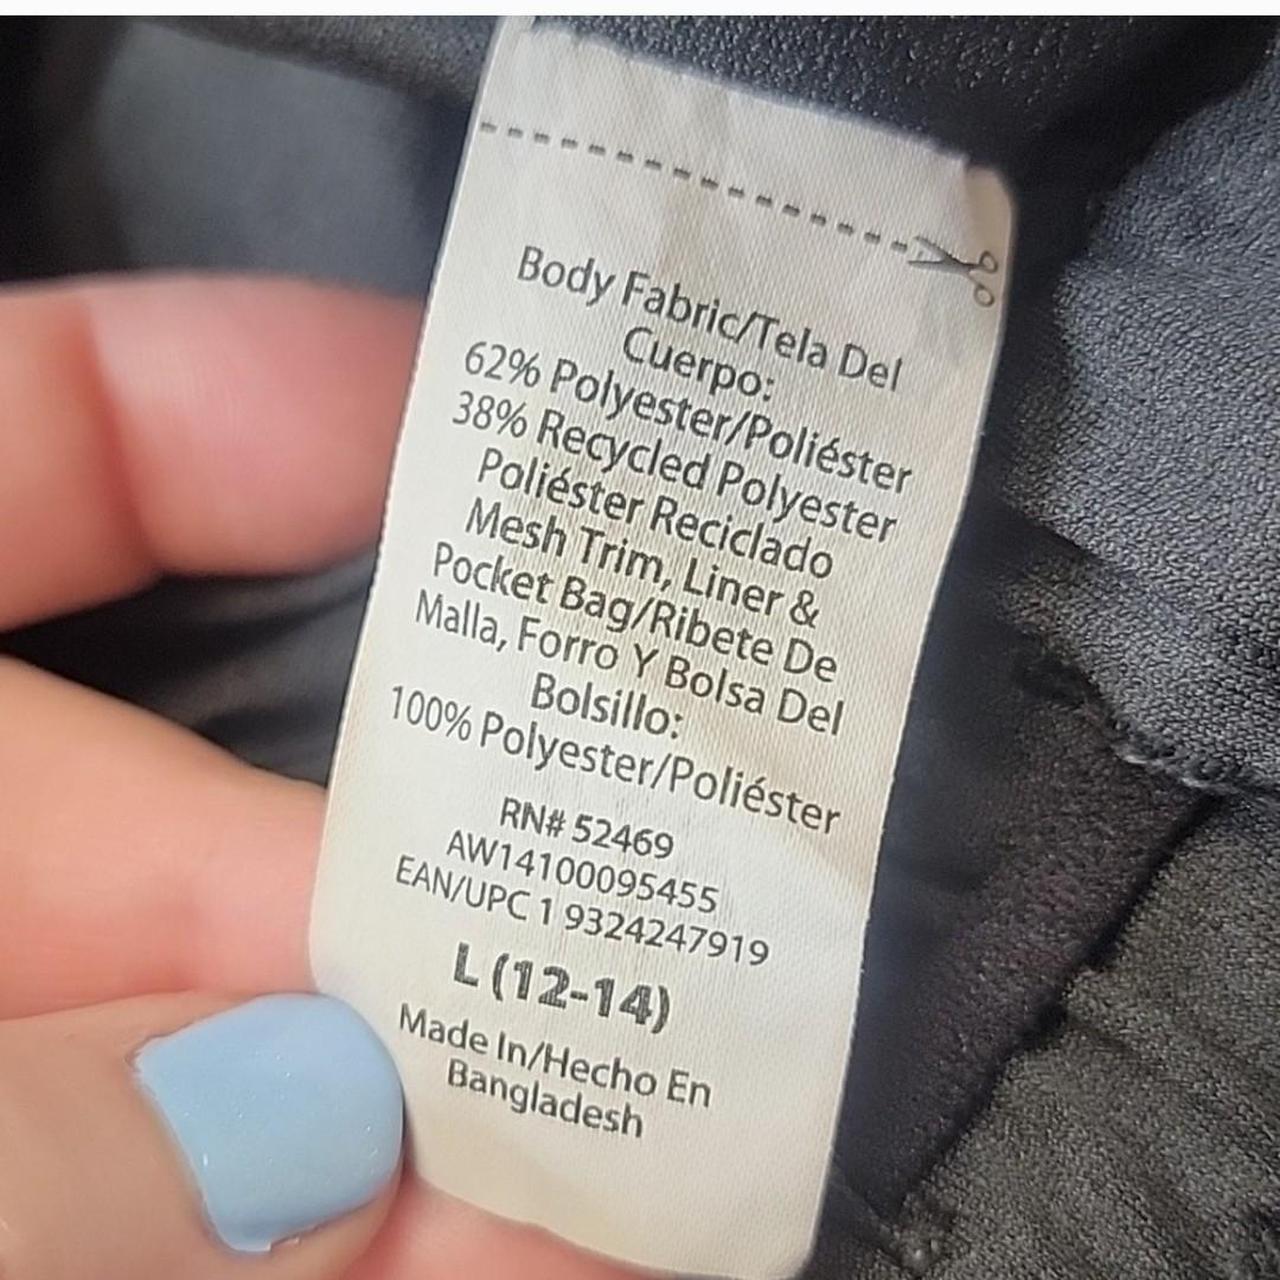 Body Fabric/Tela Del
Cuerpo:
62% Polyester/Poliéster
38% Recycled Polyester
Poliéster Reciclado
Mesh Trim, Liner &
Pocket Bag/Ribete De
Malla, Forro Y Bolsa Del
Bolsillo:
100% Polyester/Poliéster
RN# 52469
AW14100095455
EAN/UPC 1 9324247919
L (12-14)
Made In/Hecho En
Bangladesh